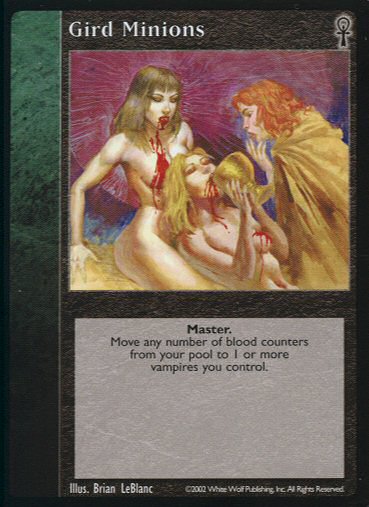 Gird Minions
Master.
Move any number of blood counters
from your pool to 1 or more
vampires you control.
Illus. Brian LeBlanc
©2002 White Wolf Publishing, Inc. All Rights Reserved.